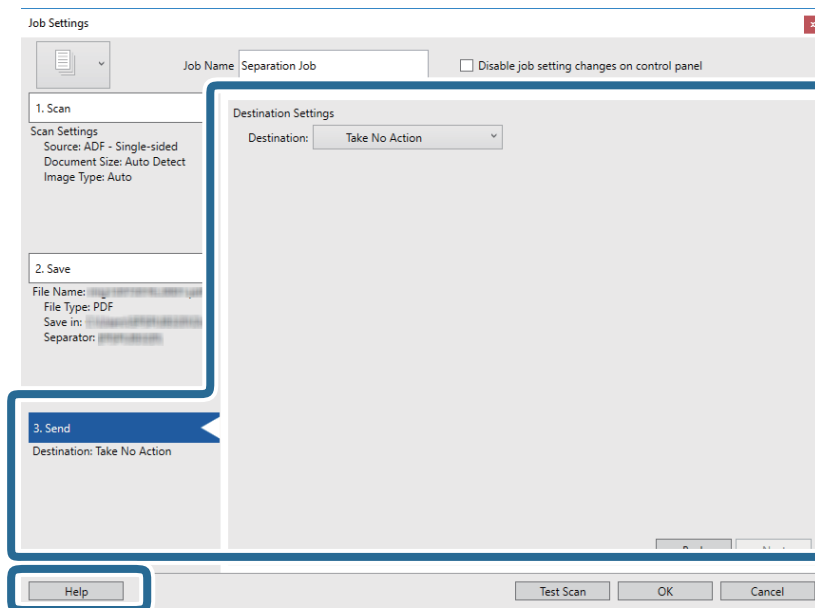 Job Settings
Job Name Separation Job Disable job setting changes on control panel
1. Scan
Scan Settings
Source: ADF - Single-sided
Document Size: Auto Detect
Image Type: Auto
2. Save
File Name:
File Type: PDF
Save in:
Separator:
3. Send
Destination: Take No Action
Destination Settings
Destination: Take No Action
Help Test Scan OK Cancel